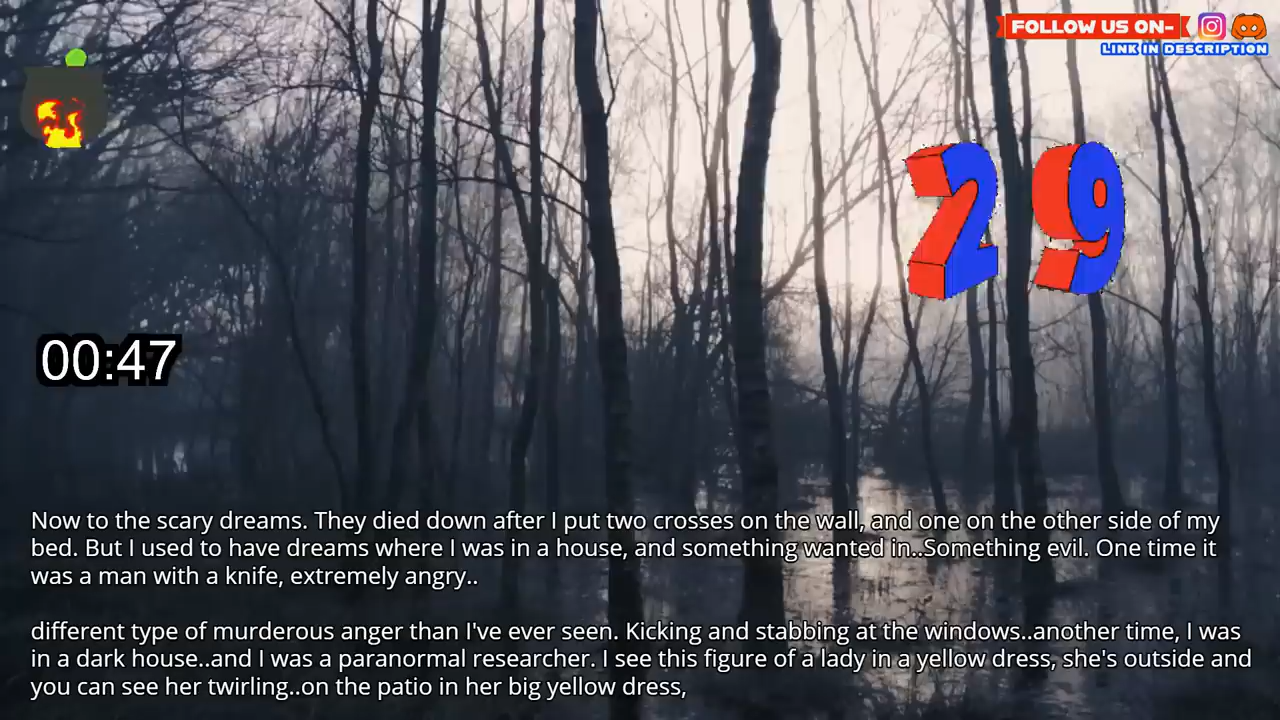 FOLLOW US ON-
LINK IN DESCRIPTION
29
00:47
Now to the scary dreams. They died down after I put two crosses on the wall, and one on the other side of my
bed. But I used to have dreams where I was in a house, and something wanted in..Something evil. One time it
was a man with a knife, extremely angry..
different type of murderous anger than I've ever seen. Kicking and stabbing at the windows..another time, I was
in a dark house..and I was a paranormal researcher. I see this figure of a lady in a yellow dress, she's outside and
you can see her twirling..on the patio in her big yellow dress,